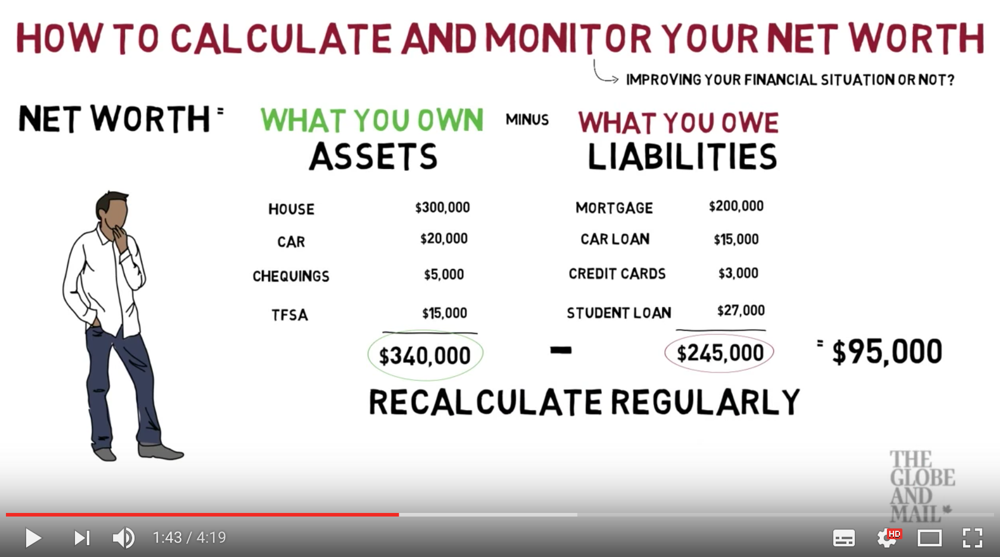 HOW TO CALCULATE AND MONITOR YOUR NET WORTH
IMPROVING YOUR FINANCIAL SITUATION OR NOT?
NET WORTH = WHAT YOU OWN MINUS WHAT YOU OWE
ASSETS LIABILITIES
HOUSE $300,000 MORTGAGE $200,000
CAR $20,000 CAR LOAN $15,000
CHEQUINGS $5,000 CREDIT CARDS $3,000
TFSA $15,000 STUDENT LOAN $27,000
$340,000 - $245,000 = $95,000
RECALCULATE REGULARLY
THE
GLOBE
AND
MAIL
1:43 / 4:19 HD